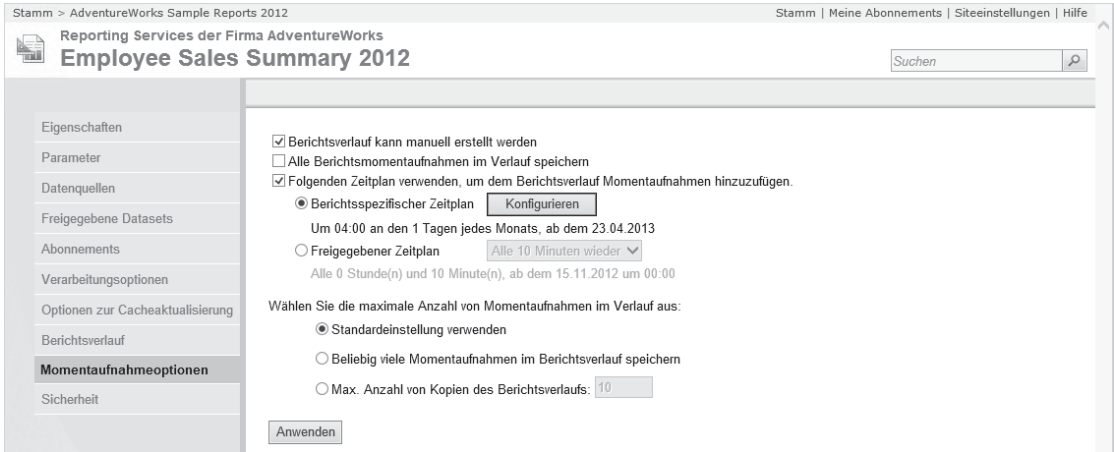 Stamm > AdventureWorks Sample Reports 2012
Stamm | Meine Abonnements | Siteeinstellungen | Hilfe
Reporting Services der Firma AdventureWorks
Employee Sales Summary 2012
Suchen
Eigenschaften
Parameter
Datenquellen
Freigegebene Datasets
Abonnements
Verarbeitungsoptionen
Optionen zur Cacheaktualisierung
Berichtsverlauf
Momentaufnahmeoptionen
Sicherheit
Berichtsverlauf kann manuell erstellt werden
Alle Berichtsmomentaufnahmen im Verlauf speichern
Folgenden Zeitplan verwenden, um dem Berichtsverlauf Momentaufnahmen hinzuzufügen.
Berichtsspezifischer Zeitplan Konfigurieren
Um 04:00 an den 1 Tagen jedes Monats, ab dem 23.04.2013
Freigegebener Zeitplan Alle 10 Minuten wieder
Alle 0 Stunde(n) und 10 Minute(n), ab dem 15.11.2012 um 00:00
Wählen Sie die maximale Anzahl von Momentaufnahmen im Verlauf aus:
Standardeinstellung verwenden
Beliebig viele Momentaufnahmen im Berichtsverlauf speichern
Max. Anzahl von Kopien des Berichtsverlaufs: 10
Anwenden